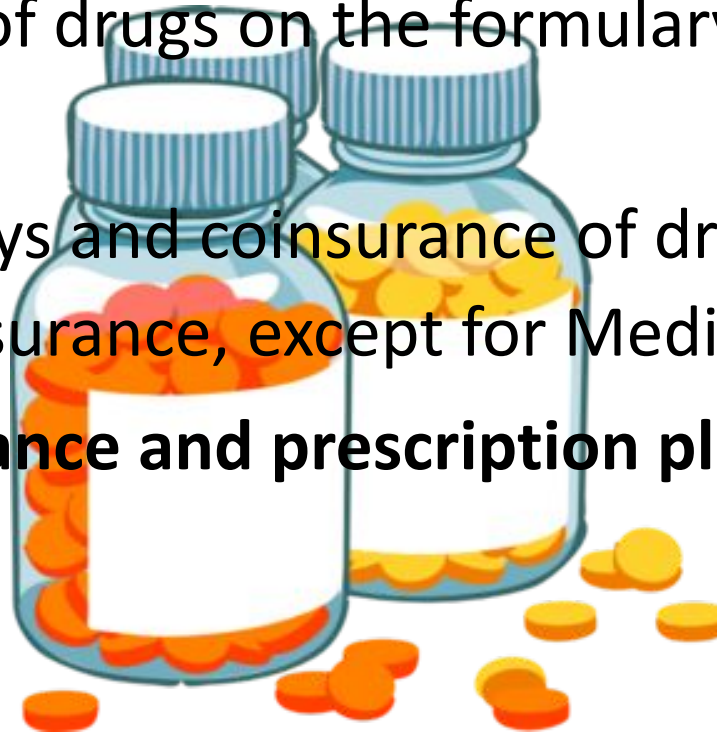 of drugs on the formulary
ys and coinsurance of dr
surance, except for Medi
ance and prescription pl